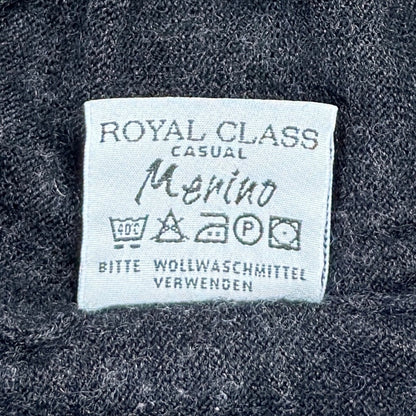 ROYAL CLASS
CASUAL
Merino
40°C P
BITTE WOLLWASCHMITTEL
VERWENDEN